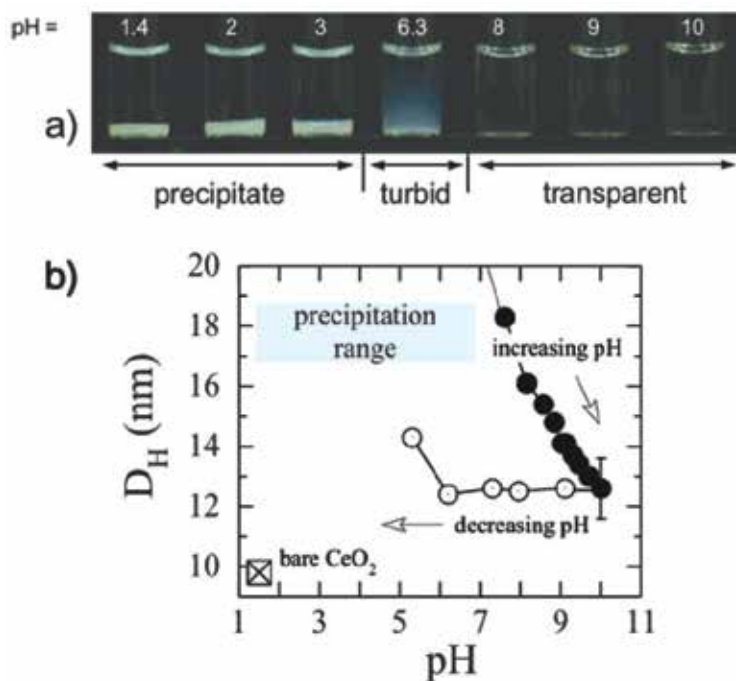 pH = 1.4 2 3 6.3 8 9 10
a)
precipitate turbid transparent
b)
20
18
16
14
12
10
D_H (nm)
precipitation
range
increasing pH
decreasing pH
bare CeO₂
1 3 5 7 9 11
pH